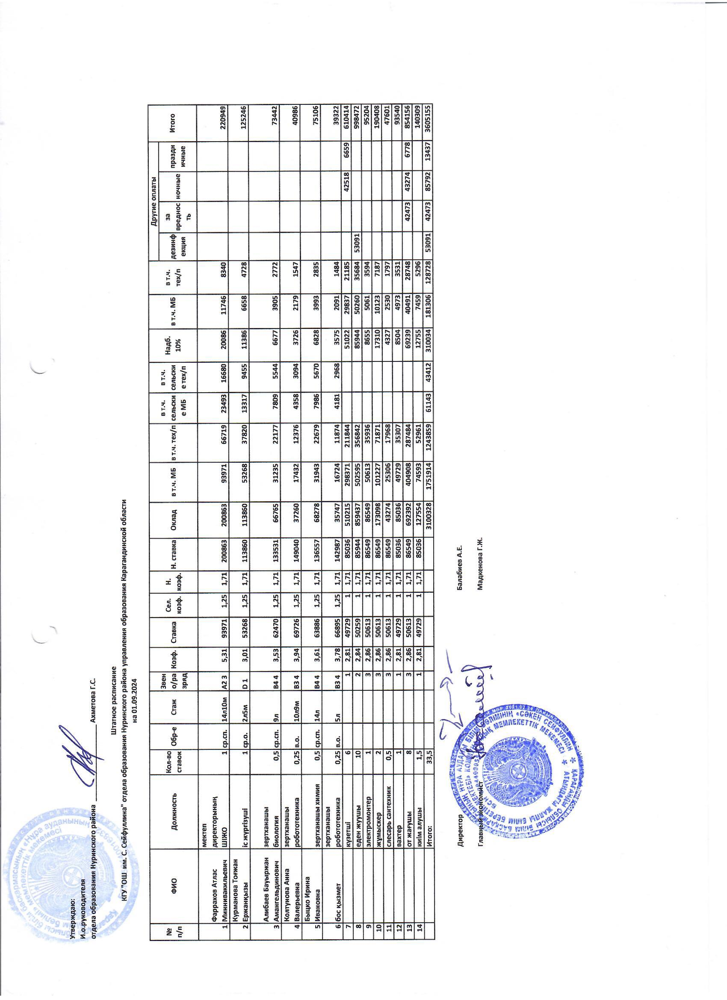 Утверждаю:
И.о.руководителя
отдела образования Нуринского района Ахметова Г.С.
Штатное расписание
КГУ "ОШ им. С. Сейфуллина" отдела образования Нуринского района управления образования Карагандинской области
на 01.09.2024
№ п/п ФИО Должность Кол-во ставок Обр-е Стаж Звено/разряд Коэф. Ставка Сел. коэф. Н. коэф. Н. ставка Оклад в т.ч. МБ в т.ч. тех/п в т.ч. сельские МБ в т.ч. сельские тех/п Надб. 10% в т.ч. МБ в т.ч. тех/п Другие оплаты дезинфекция за вредность ночные праздничные Итого
1 Фаррахов Атлас Миннивакильевич мектеп директорының ШІЖО 1 ср.сп. 14л10м A2 3 5,31 93971 1,25 1,71 200863 200863 93971 66719 23493 16680 20086 11746 8340 220949
2 Курманова Тоғжан Ержанқызы іс жүргізуші 1 ср.о. 2л5м D 1 3,01 53268 1,25 1,71 113860 113860 53268 37820 13317 9455 11386 6658 4728 125246
3 Алибаев Бауыржан Амангельдинович зертханашы биология 0,5 ср.сп. 9л B4 4 3,53 62470 1,25 1,71 133531 66765 31235 22177 7809 5544 6677 3905 2772 73442
4 Колтунова Анна Валерьевна зертханашы робототехника 0,25 в.о. 10л9м B3 4 3,94 69726 1,25 1,71 149040 37260 17432 12376 4358 3094 3726 2179 1547 40986
5 Быцко Ирина Ивановна зертханашы химия 0,5 ср.сп. 14л B4 4 3,61 63886 1,25 1,71 136557 68278 31943 22679 7986 5670 6828 3993 2835 75106
6 бос қызмет зертханашы робототехника 0,25 в.о. 5л B3 4 3,78 66895 1,25 1,71 142987 35747 16724 11874 4181 2968 3575 2091 1484 39322
7 күзетші 6 1 2,81 49729 1 1,71 85036 510215 298371 211844 51022 29837 21185 42518 6659 610414
8 еден жуушы 10 2 2,84 50259 1 1,71 85944 859437 502595 356842 85944 50260 35684 53091 998472
9 электромонтер 1 3 2,86 50613 1 1,71 86549 86549 50613 35936 8655 5061 3594 95204
10 жұмыскер 2 3 2,86 50613 1 1,71 86549 173098 101227 71871 17310 10123 7187 190408
11 слесарь сантехник 0,5 3 2,86 50613 1 1,71 86549 43274 25306 17968 4327 2530 1797 47601
12 вахтер 1 1 2,81 49729 1 1,71 85036 85036 49729 35307 8504 4973 3531 93540
13 от жағушы 8 3 2,86 50613 1 1,71 86549 692392 404908 287484 69239 40491 28748 42473 43274 6778 854156
14 киім алушы 1,5 1 2,81 49729 1 1,71 85036 127554 74593 52961 12755 7459 5296 140309
Итого: 33,5 3100328 1751914 1243859 61143 43412 310034 181306 128728 53091 42473 85792 13437 3605155
Директор Балабиев А.Е.
Главный экономист Мадкенова Г.Ж.